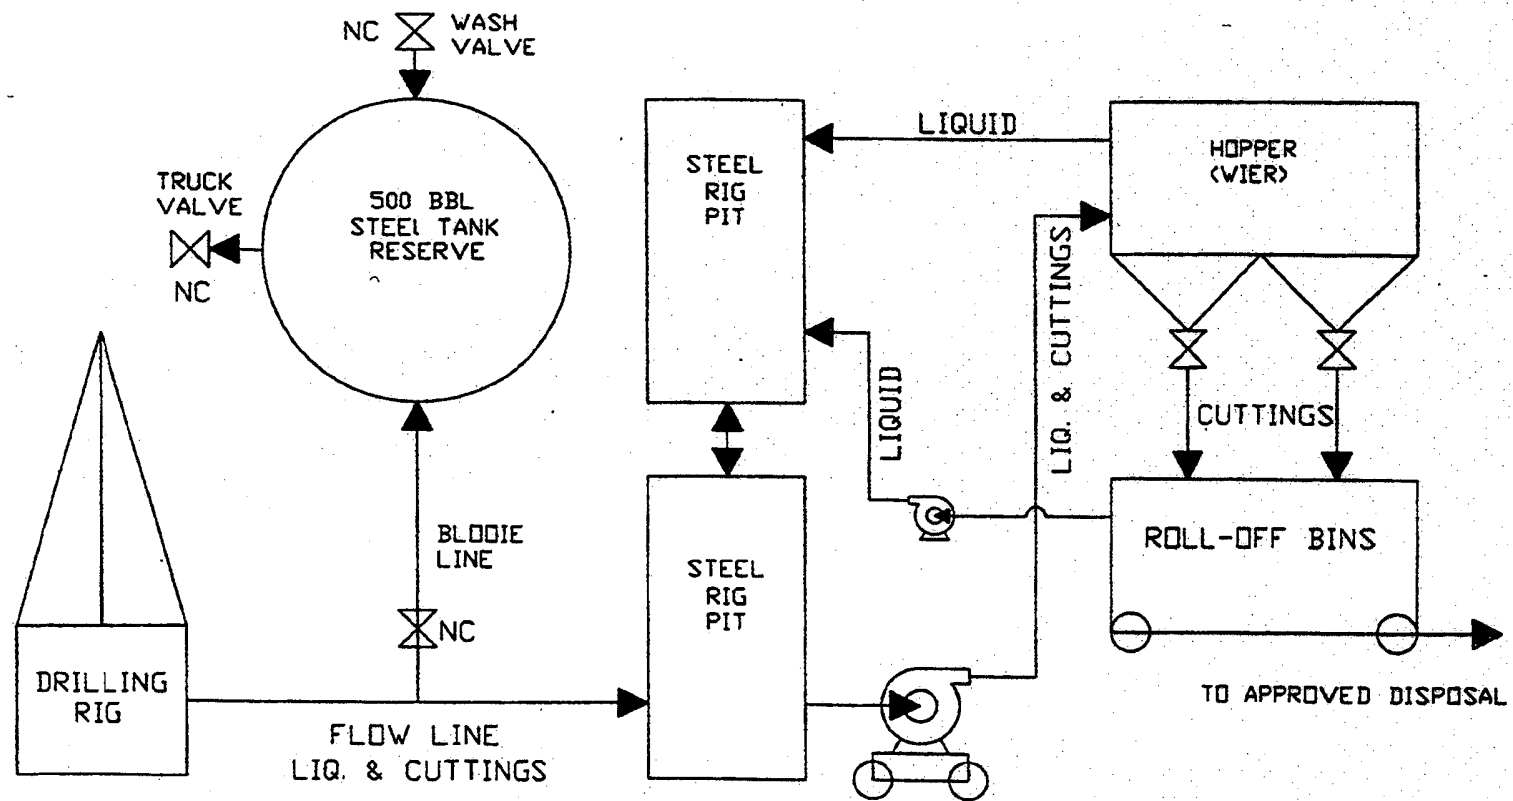 NC
WASH
VALVE
TRUCK
VALVE
NC
500 BBL
STEEL TANK
RESERVE
STEEL
RIG
PIT
LIQUID
HOPPER
(WIER)
LIQ. & CUTTINGS
LIQUID
CUTTINGS
BLOOIE
LINE
NC
STEEL
RIG
PIT
ROLL-OFF BINS
DRILLING
RIG
FLOW LINE
LIQ. & CUTTINGS
TO APPROVED DISPOSAL